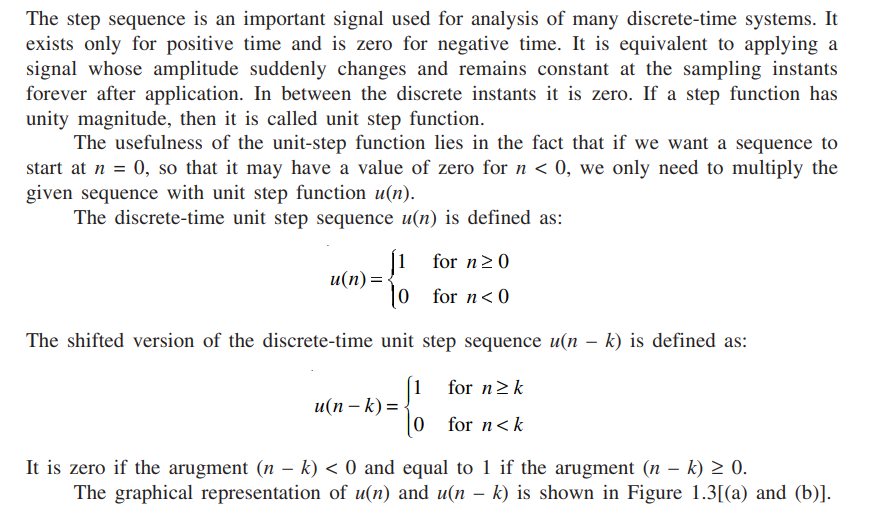 The step sequence is an important signal used for analysis of many discrete-time systems. It
exists only for positive time and is zero for negative time. It is equivalent to applying a
signal whose amplitude suddenly changes and remains constant at the sampling instants
forever after application. In between the discrete instants it is zero. If a step function has
unity magnitude, then it is called unit step function.
The usefulness of the unit-step function lies in the fact that if we want a sequence to
start at n = 0, so that it may have a value of zero for n < 0, we only need to multiply the
given sequence with unit step function u(n).
The discrete-time unit step sequence u(n) is defined as:
u(n) = { 1 for n ≥ 0
0 for n < 0
The shifted version of the discrete-time unit step sequence u(n – k) is defined as:
u(n – k) = { 1 for n ≥ k
0 for n < k
It is zero if the arugment (n – k) < 0 and equal to 1 if the arugment (n – k) ≥ 0.
The graphical representation of u(n) and u(n – k) is shown in Figure 1.3[(a) and (b)].